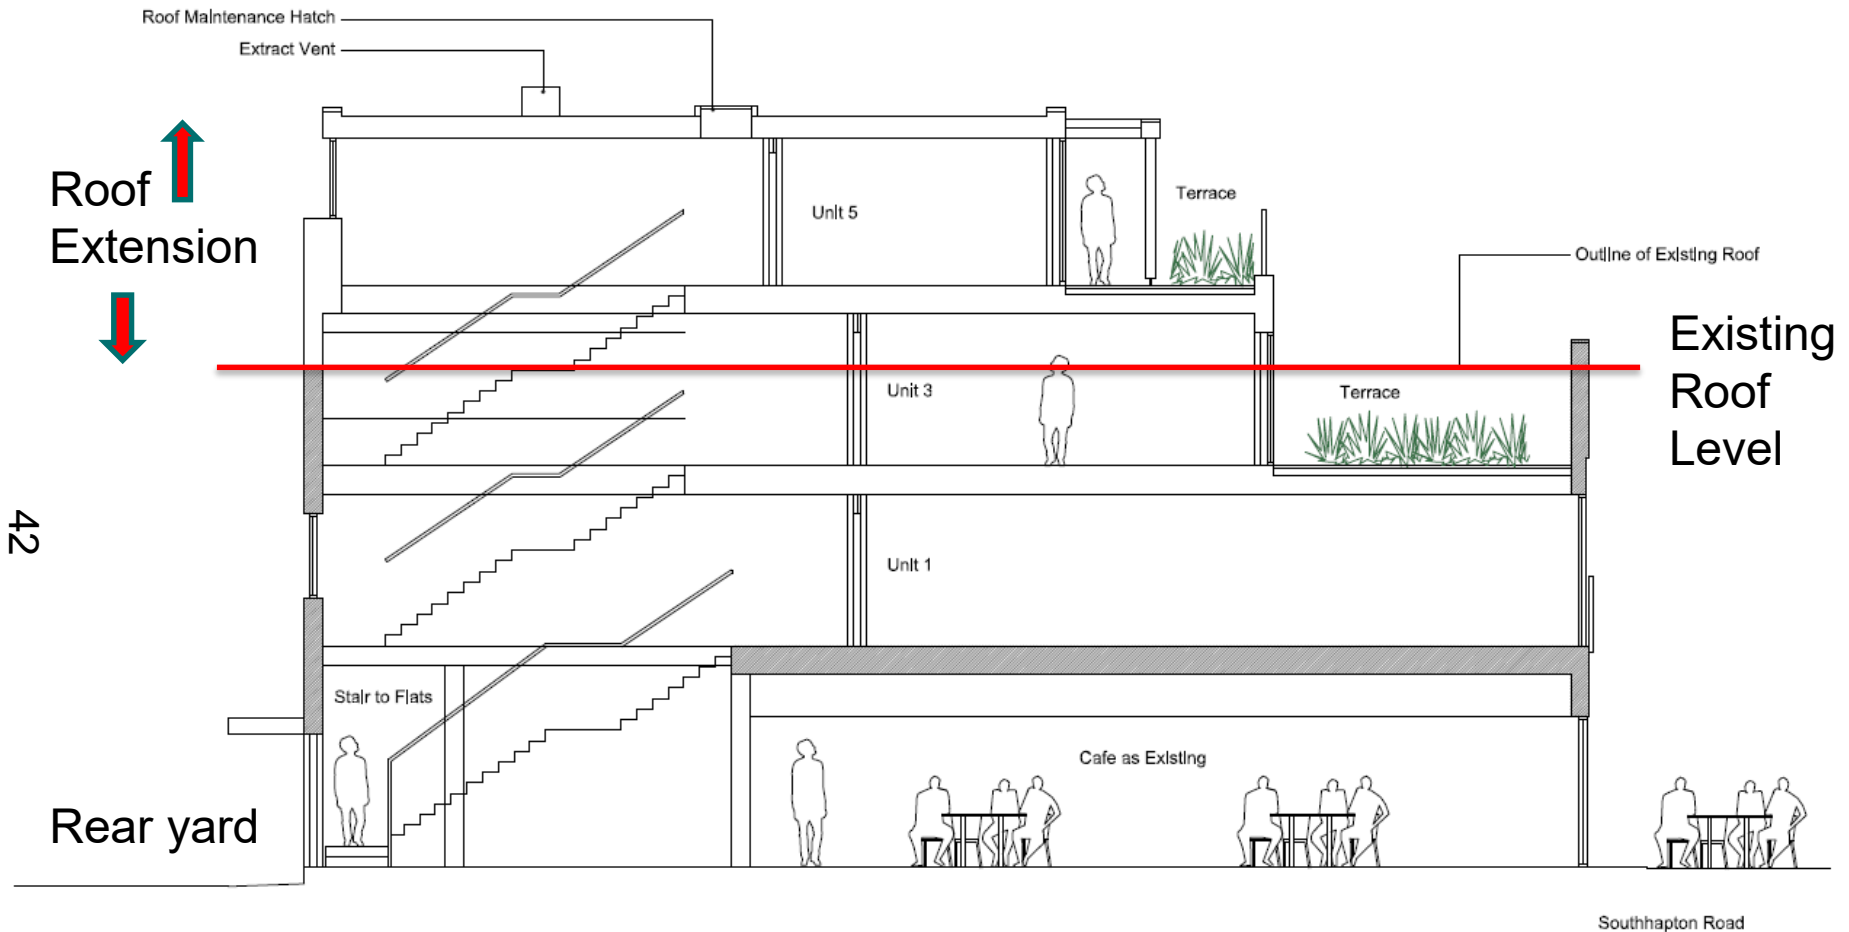 Roof Maintenance Hatch
Extract Vent
Roof
Extension
Unit 5
Terrace
Outline of Existing Roof
Existing
Roof
Level
Unit 3
Terrace
42
Unit 1
Stair to Flats
Cafe as Existing
Rear yard
Southhapton Road